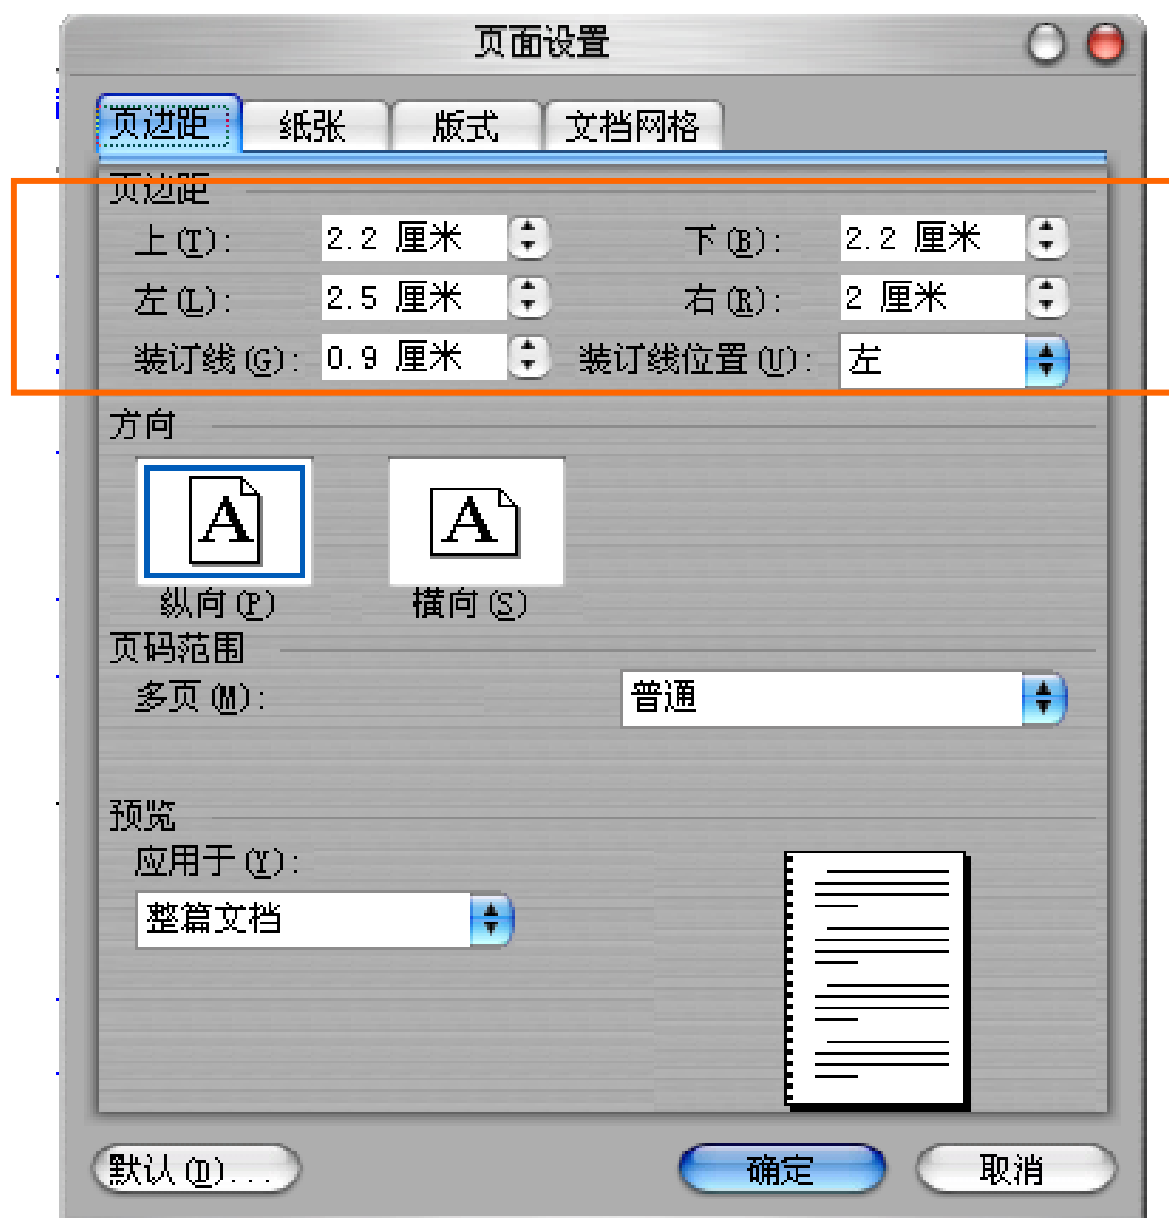 页面设置
页边距 纸张 版式 文档网格
页边距
上(T): 2.2 厘米 下(B): 2.2 厘米
左(L): 2.5 厘米 右(R): 2 厘米
装订线(G): 0.9 厘米 装订线位置(U): 左
方向
A A
纵向(P) 横向(S)
页码范围
多页(M): 普通
预览
应用于(Y):
整篇文档
默认(D)... 确定 取消